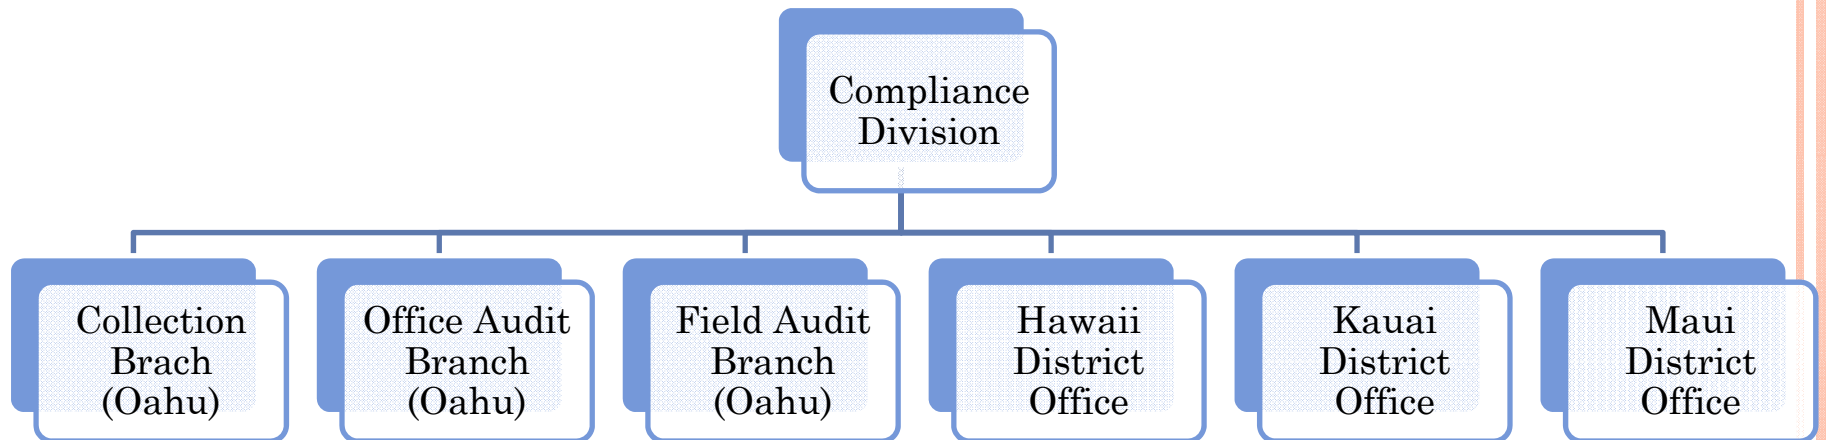 Compliance
Division
Collection
Brach
(Oahu)
Office Audit
Branch
(Oahu)
Field Audit
Branch
(Oahu)
Hawaii
District
Office
Kauai
District
Office
Maui
District
Office